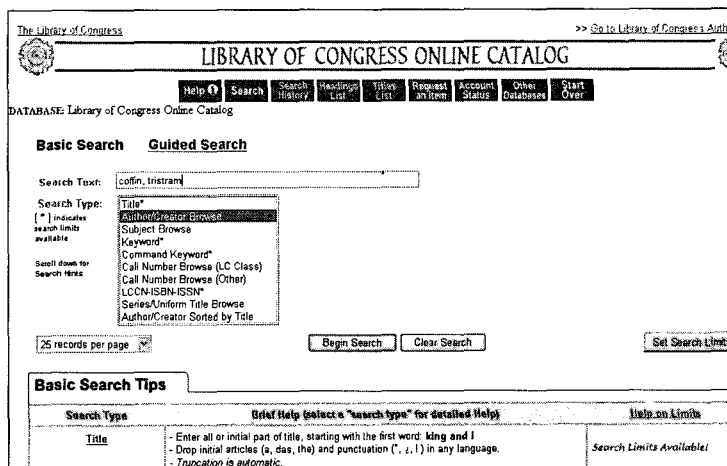 The Library of Congress
>> Go to Library of Congress Auth
LIBRARY OF CONGRESS ONLINE CATALOG
Help Search Search History Headings List Titles List Request an Item Account Status Other Databases Start Over
DATABASE: Library of Congress Online Catalog
Basic Search Guided Search
Search Text: coffin, tristram
Search Type:
[ * ] indicates
search limits
available
Scroll down for
Search Hints
Title*
Author/Creator Browse
Subject Browse
Keyword*
Command Keyword*
Call Number Browse (LC Class)
Call Number Browse (Other)
LCCN-ISBN-ISSN*
Series/Uniform Title Browse
Author/Creator Sorted by Title
25 records per page Begin Search Clear Search Set Search Limit
Basic Search Tips
Search Type Brief Help (select a "search type" for detailed Help) Help on Limits
Title
- Enter all or initial part of title, starting with the first word: king and I
- Drop initial articles (a, das, the) and punctuation (", ¿, ! ) in any language.
- Truncation is automatic.
Search Limits Available!